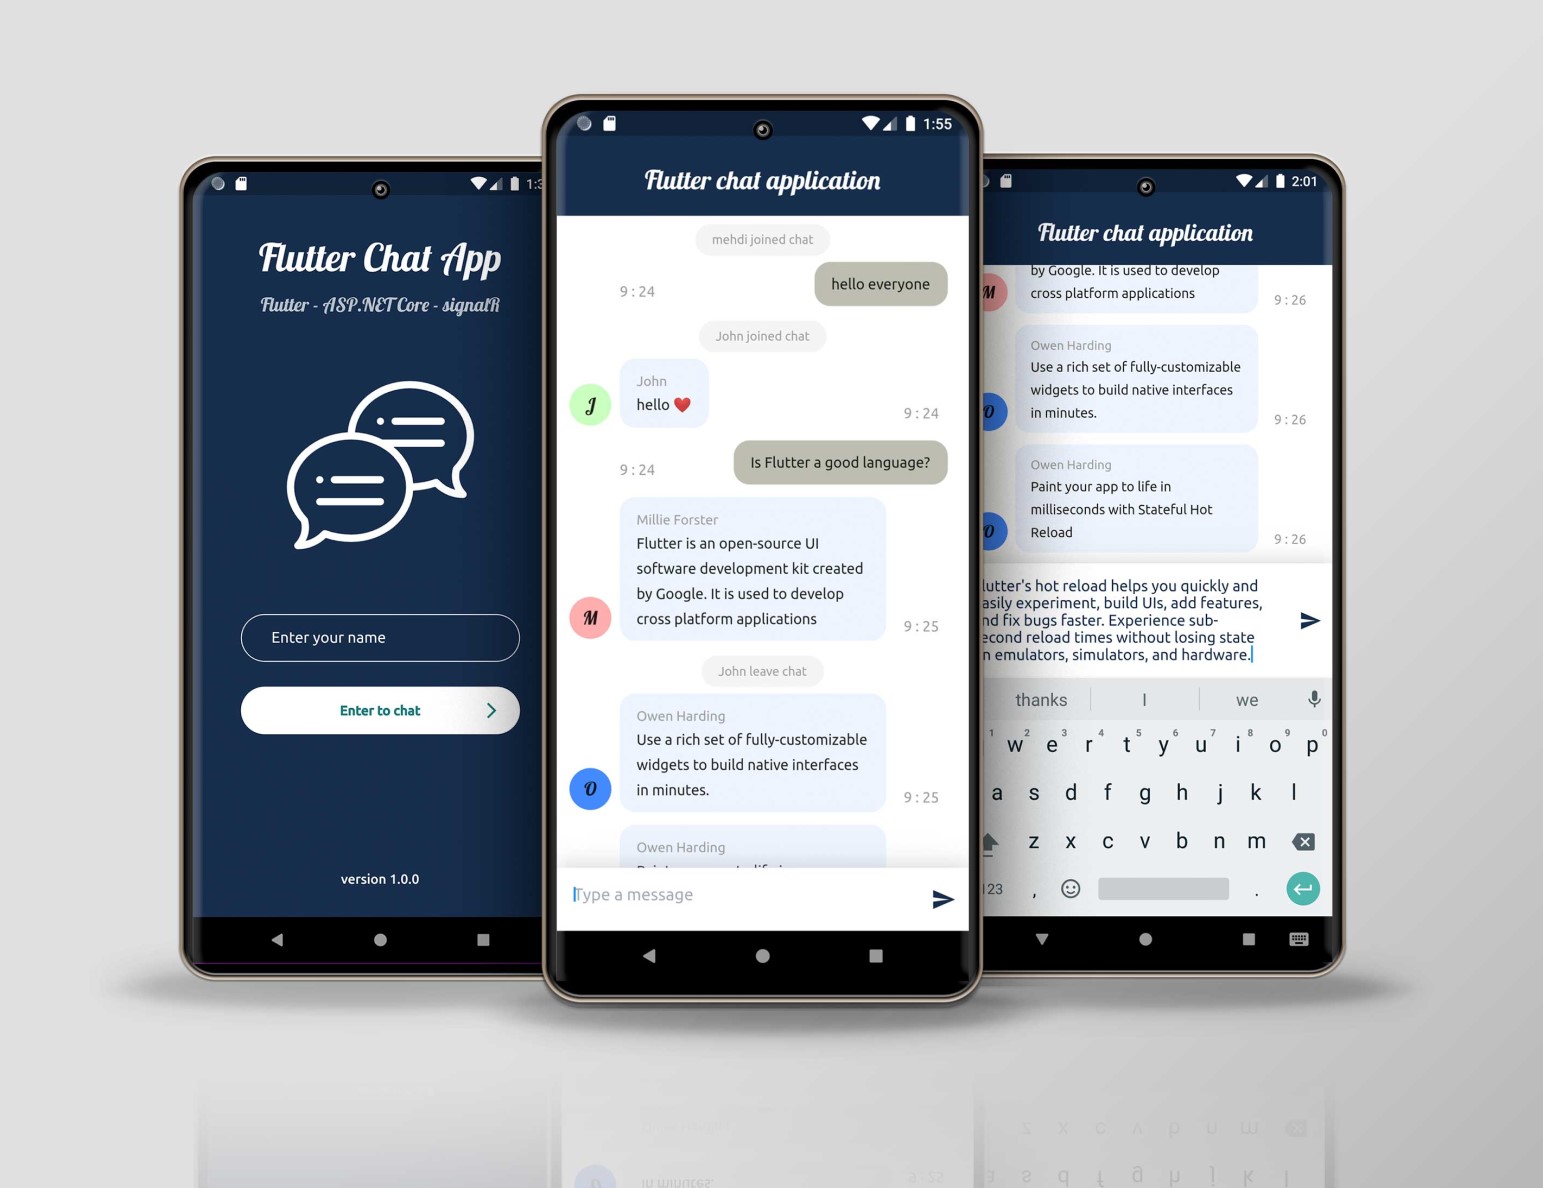 1:3
Flutter Chat App
Flutter - ASP.NET Core - signalR
Enter your name
Enter to chat
version 1.0.0
1:55
Flutter chat application
mehdi joined chat
hello everyone
9 : 24
John joined chat
John
hello ❤️
J
9 : 24
Is Flutter a good language?
9 : 24
Millie Forster
Flutter is an open-source UI
software development kit created
by Google. It is used to develop
cross platform applications
M
9 : 25
John leave chat
Owen Harding
Use a rich set of fully-customizable
widgets to build native interfaces
in minutes.
O
9 : 25
Owen Harding
Type a message
2:01
Flutter chat application
by Google. It is used to develop
cross platform applications
M
9 : 26
Owen Harding
Use a rich set of fully-customizable
widgets to build native interfaces
in minutes.
O
9 : 26
Owen Harding
Paint your app to life in
milliseconds with Stateful Hot
Reload
O
9 : 26
lutter's hot reload helps you quickly and
asily experiment, build UIs, add features,
nd fix bugs faster. Experience sub-
econd reload times without losing state
n emulators, simulators, and hardware.
thanks I we
1 2 3 4 5 6 7 8 9 0
w e r t y u i o p
a s d f g h j k l
z x c v b n m
123 , .